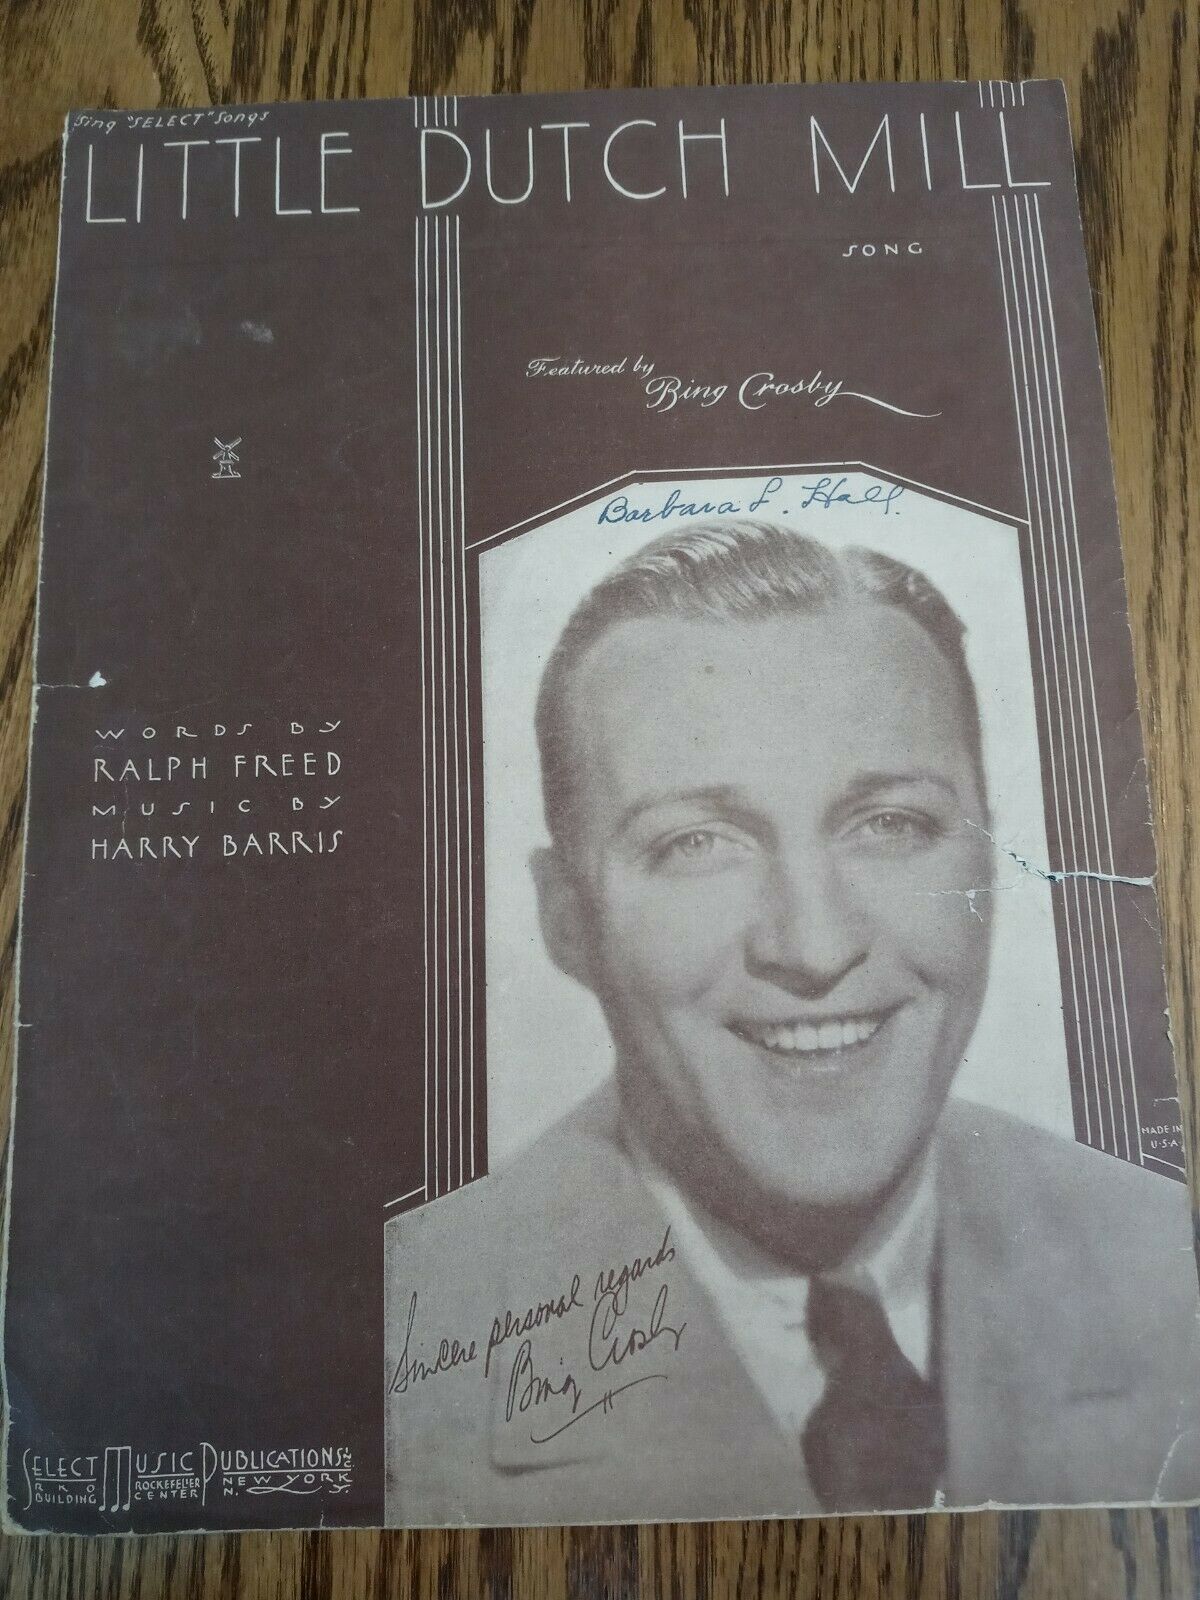 Sing "SELECT" Songs
LITTLE DUTCH MILL
SONG
Featured by
Bing Crosby
Barbara L. Hall.
WORDS BY
RALPH FREED
MUSIC BY
HARRY BARRIS
MADE IN
U.S.A.
Sincere personal regards
Bing Crosby
SELECT MUSIC PUBLICATIONS INC.
RKO BUILDING ROCKEFELLER CENTER NEW YORK N. Y.